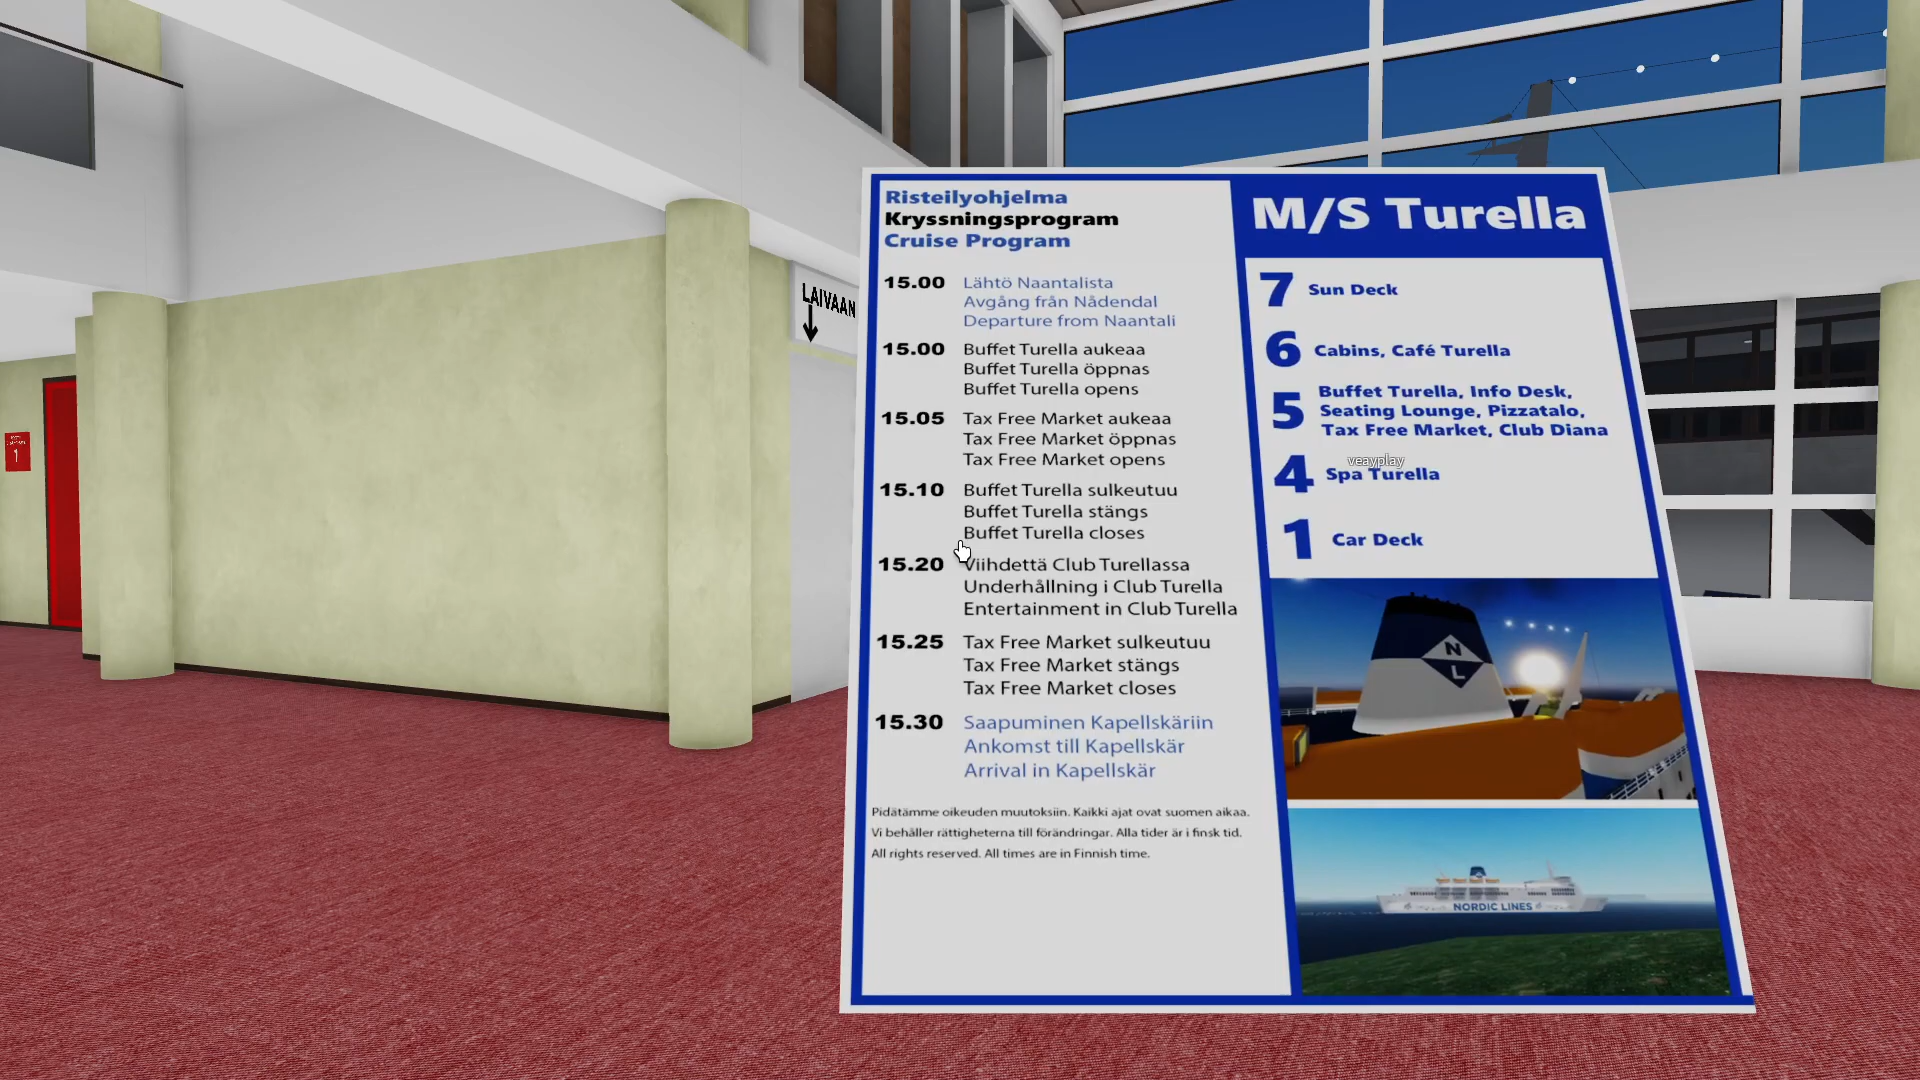 Risteilyohjelma
Kryssningsprogram
Cruise Program
15.00 Lähtö Naantalista
Avgång från Nådendal
Departure from Naantali
15.00 Buffet Turella aukeaa
Buffet Turella öppnas
Buffet Turella opens
15.05 Tax Free Market aukeaa
Tax Free Market öppnas
Tax Free Market opens
15.10 Buffet Turella sulkeutuu
Buffet Turella stängs
Buffet Turella closes
15.20 Viihdettä Club Turellassa
Underhållning i Club Turella
Entertainment in Club Turella
15.25 Tax Free Market sulkeutuu
Tax Free Market stängs
Tax Free Market closes
15.30 Saapuminen Kapellskäriin
Ankomst till Kapellskär
Arrival in Kapellskär
Pidätämme oikeuden muutoksiin. Kaikki ajat ovat suomen aikaa.
Vi behåller rättigheterna till förändringar. Alla tider är i finsk tid.
All rights reserved. All times are in Finnish time.
M/S Turella
7 Sun Deck
6 Cabins, Café Turella
5 Buffet Turella, Info Desk,
Seating Lounge, Pizzatalo,
Tax Free Market, Club Diana
veayplay
4 Spa Turella
1 Car Deck
N
L
NORDIC LINES
LAIVAAN
1